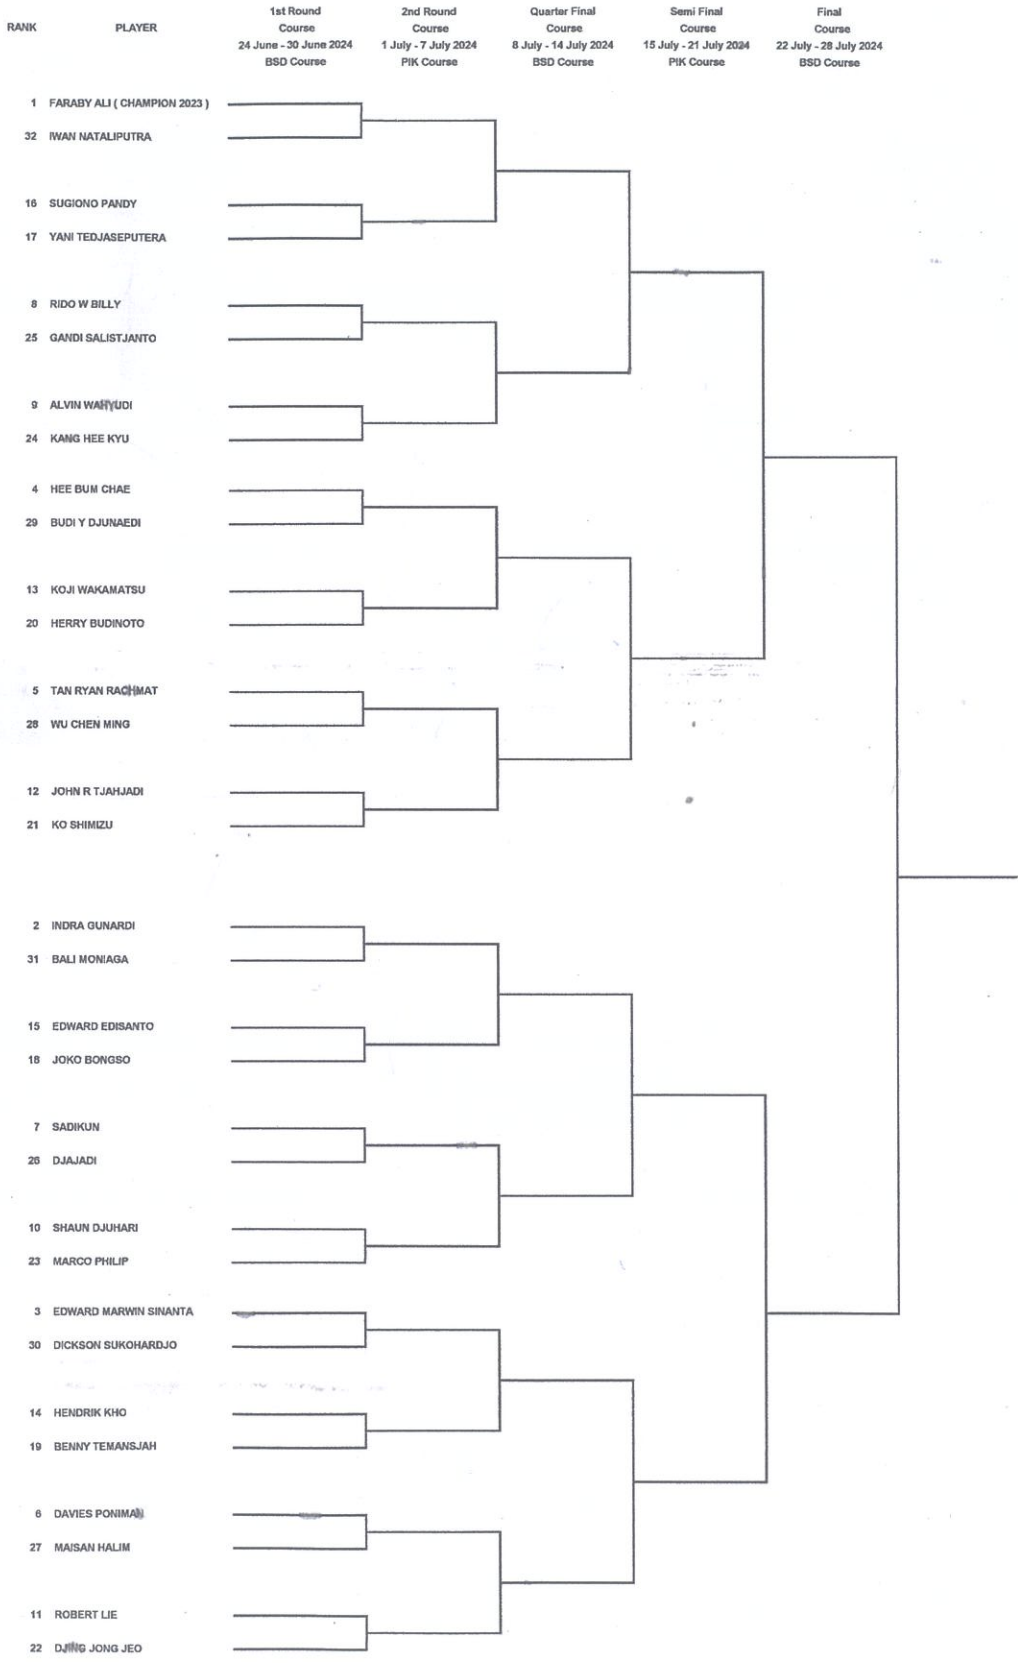 RANK PLAYER
1st Round 2nd Round Quarter Final Semi Final Final
Course Course Course Course Course
24 June - 30 June 2024 1 July - 7 July 2024 8 July - 14 July 2024 15 July - 21 July 2024 22 July - 28 July 2024
BSD Course PIK Course BSD Course PIK Course BSD Course
1 FARABY ALI ( CHAMPION 2023 )
32 IWAN NATALIPUTRA
16 SUGIONO PANDY
17 YANI TEDJASEPUTERA
8 RIDO W BILLY
25 GANDI SALISTJANTO
9 ALVIN WAHYUDI
24 KANG HEE KYU
4 HEE BUM CHAE
29 BUDI Y DJUNAEDI
13 KOJI WAKAMATSU
20 HERRY BUDINOTO
5 TAN RYAN RACHMAT
28 WU CHEN MING
12 JOHN R TJAHJADI
21 KO SHIMIZU
2 INDRA GUNARDI
31 BALI MONIAGA
15 EDWARD EDISANTO
18 JOKO BONGSO
7 SADIKUN
26 DJAJADI
10 SHAUN DJUHARI
23 MARCO PHILIP
3 EDWARD MARWIN SINANTA
30 DICKSON SUKOHARDJO
14 HENDRIK KHO
19 BENNY TEMANSJAH
6 DAVIES PONIMAN
27 MAISAN HALIM
11 ROBERT LIE
22 DJING JONG JEO